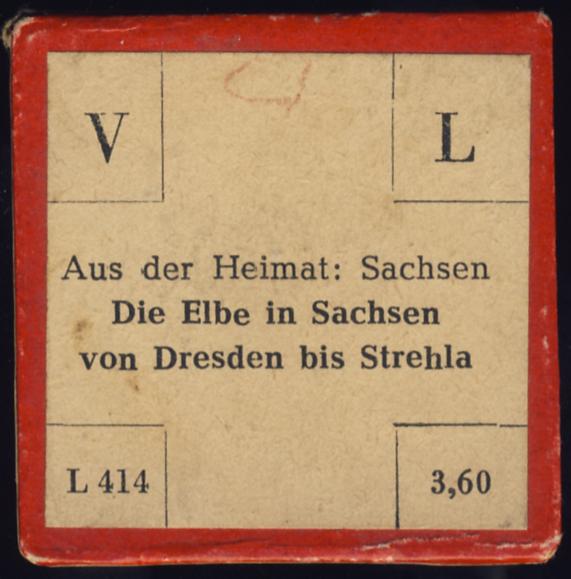 V L
Aus der Heimat: Sachsen
Die Elbe in Sachsen
von Dresden bis Strehla
L 414 3,60